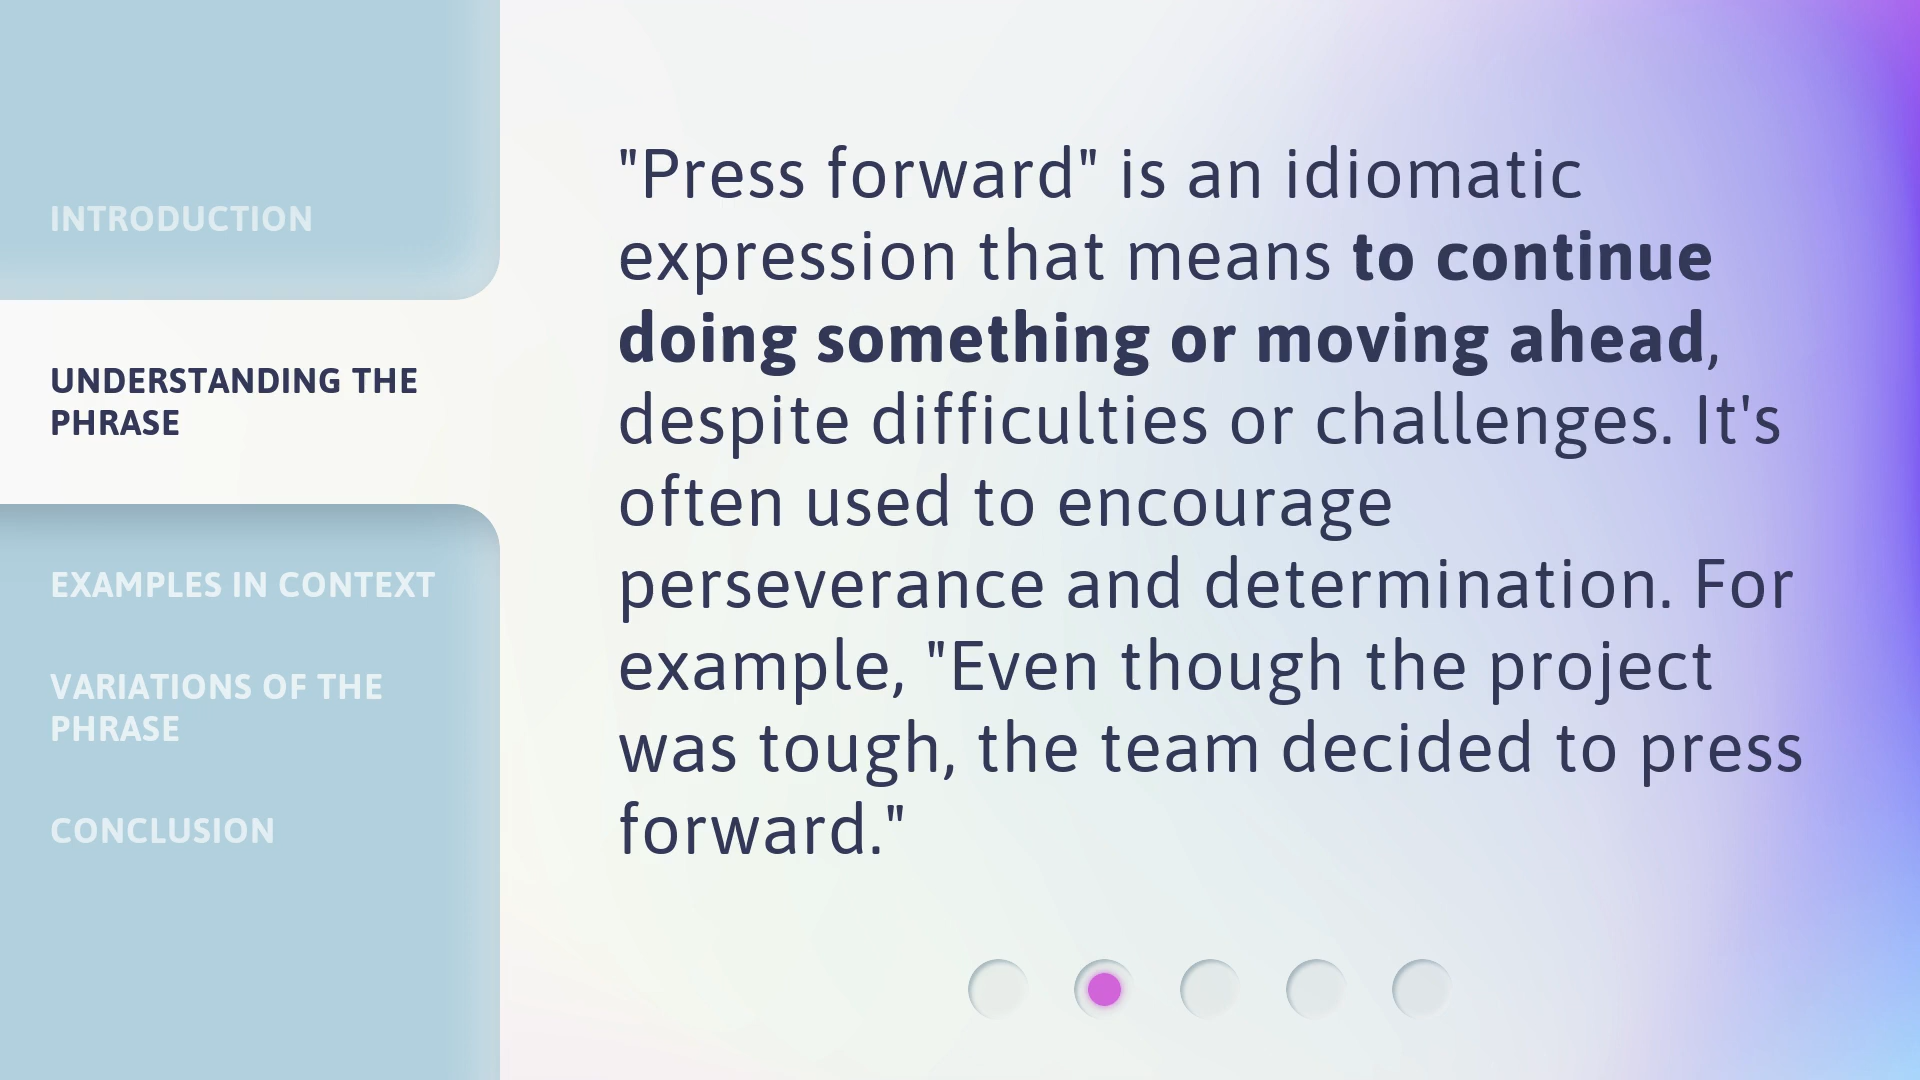 INTRODUCTION
UNDERSTANDING THE
PHRASE
EXAMPLES IN CONTEXT
VARIATIONS OF THE
PHRASE
CONCLUSION
"Press forward" is an idiomatic
expression that means to continue
doing something or moving ahead,
despite difficulties or challenges. It's
often used to encourage
perseverance and determination. For
example, "Even though the project
was tough, the team decided to press
forward."